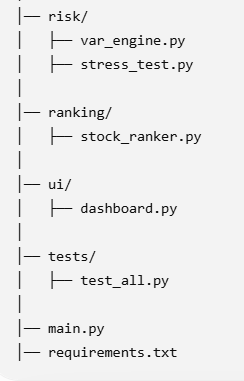 ├── risk/
│   ├── var_engine.py
│   ├── stress_test.py
│
├── ranking/
│   ├── stock_ranker.py
│
├── ui/
│   ├── dashboard.py
│
├── tests/
│   ├── test_all.py
│
├── main.py
├── requirements.txt